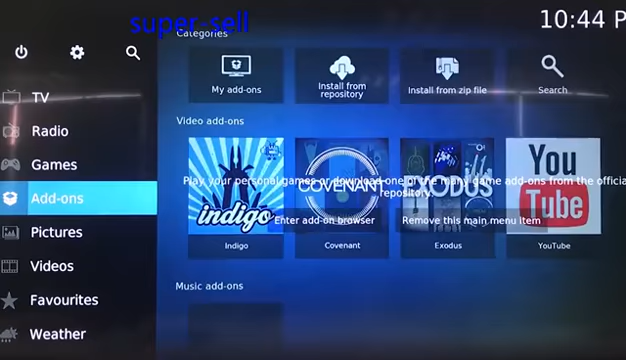 super-sell
10:44 P
Categories
TV
Radio
Games
Add-ons
Pictures
Videos
Favourites
Weather
My add-ons
Install from
repository
Install from zip file
Search
Video add-ons
Play your personal games or download one of the many game add-ons from the officia
repository.
Enter add-on browser
Remove this main menu item
indigo
COVENANT
EXODUS
You
Tube
Indigo
Covenant
Exodus
YouTube
Music add-ons